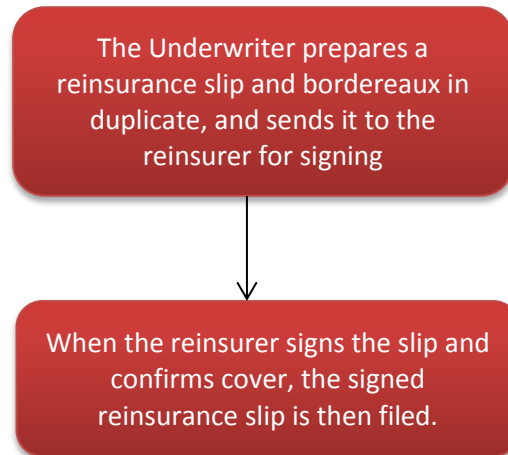 The Underwriter prepares a
reinsurance slip and bordereaux in
duplicate, and sends it to the
reinsurer for signing
When the reinsurer signs the slip and
confirms cover, the signed
reinsurance slip is then filed.